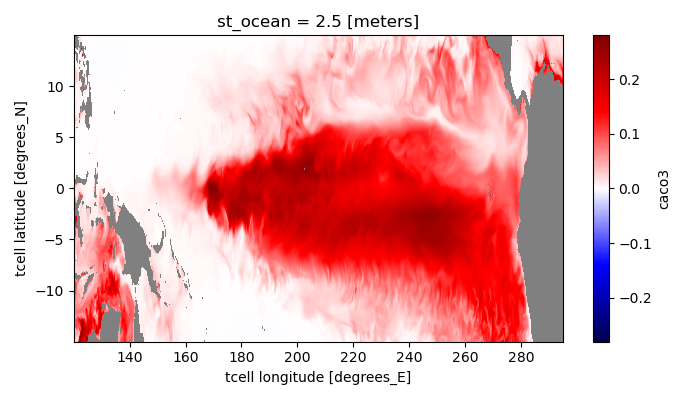 st_ocean = 2.5 [meters]
tcell latitude [degrees_N]
10
5
0
−5
−10
140 160 180 200 220 240 260 280
tcell longitude [degrees_E]
0.2
0.1
0.0
−0.1
−0.2
caco3